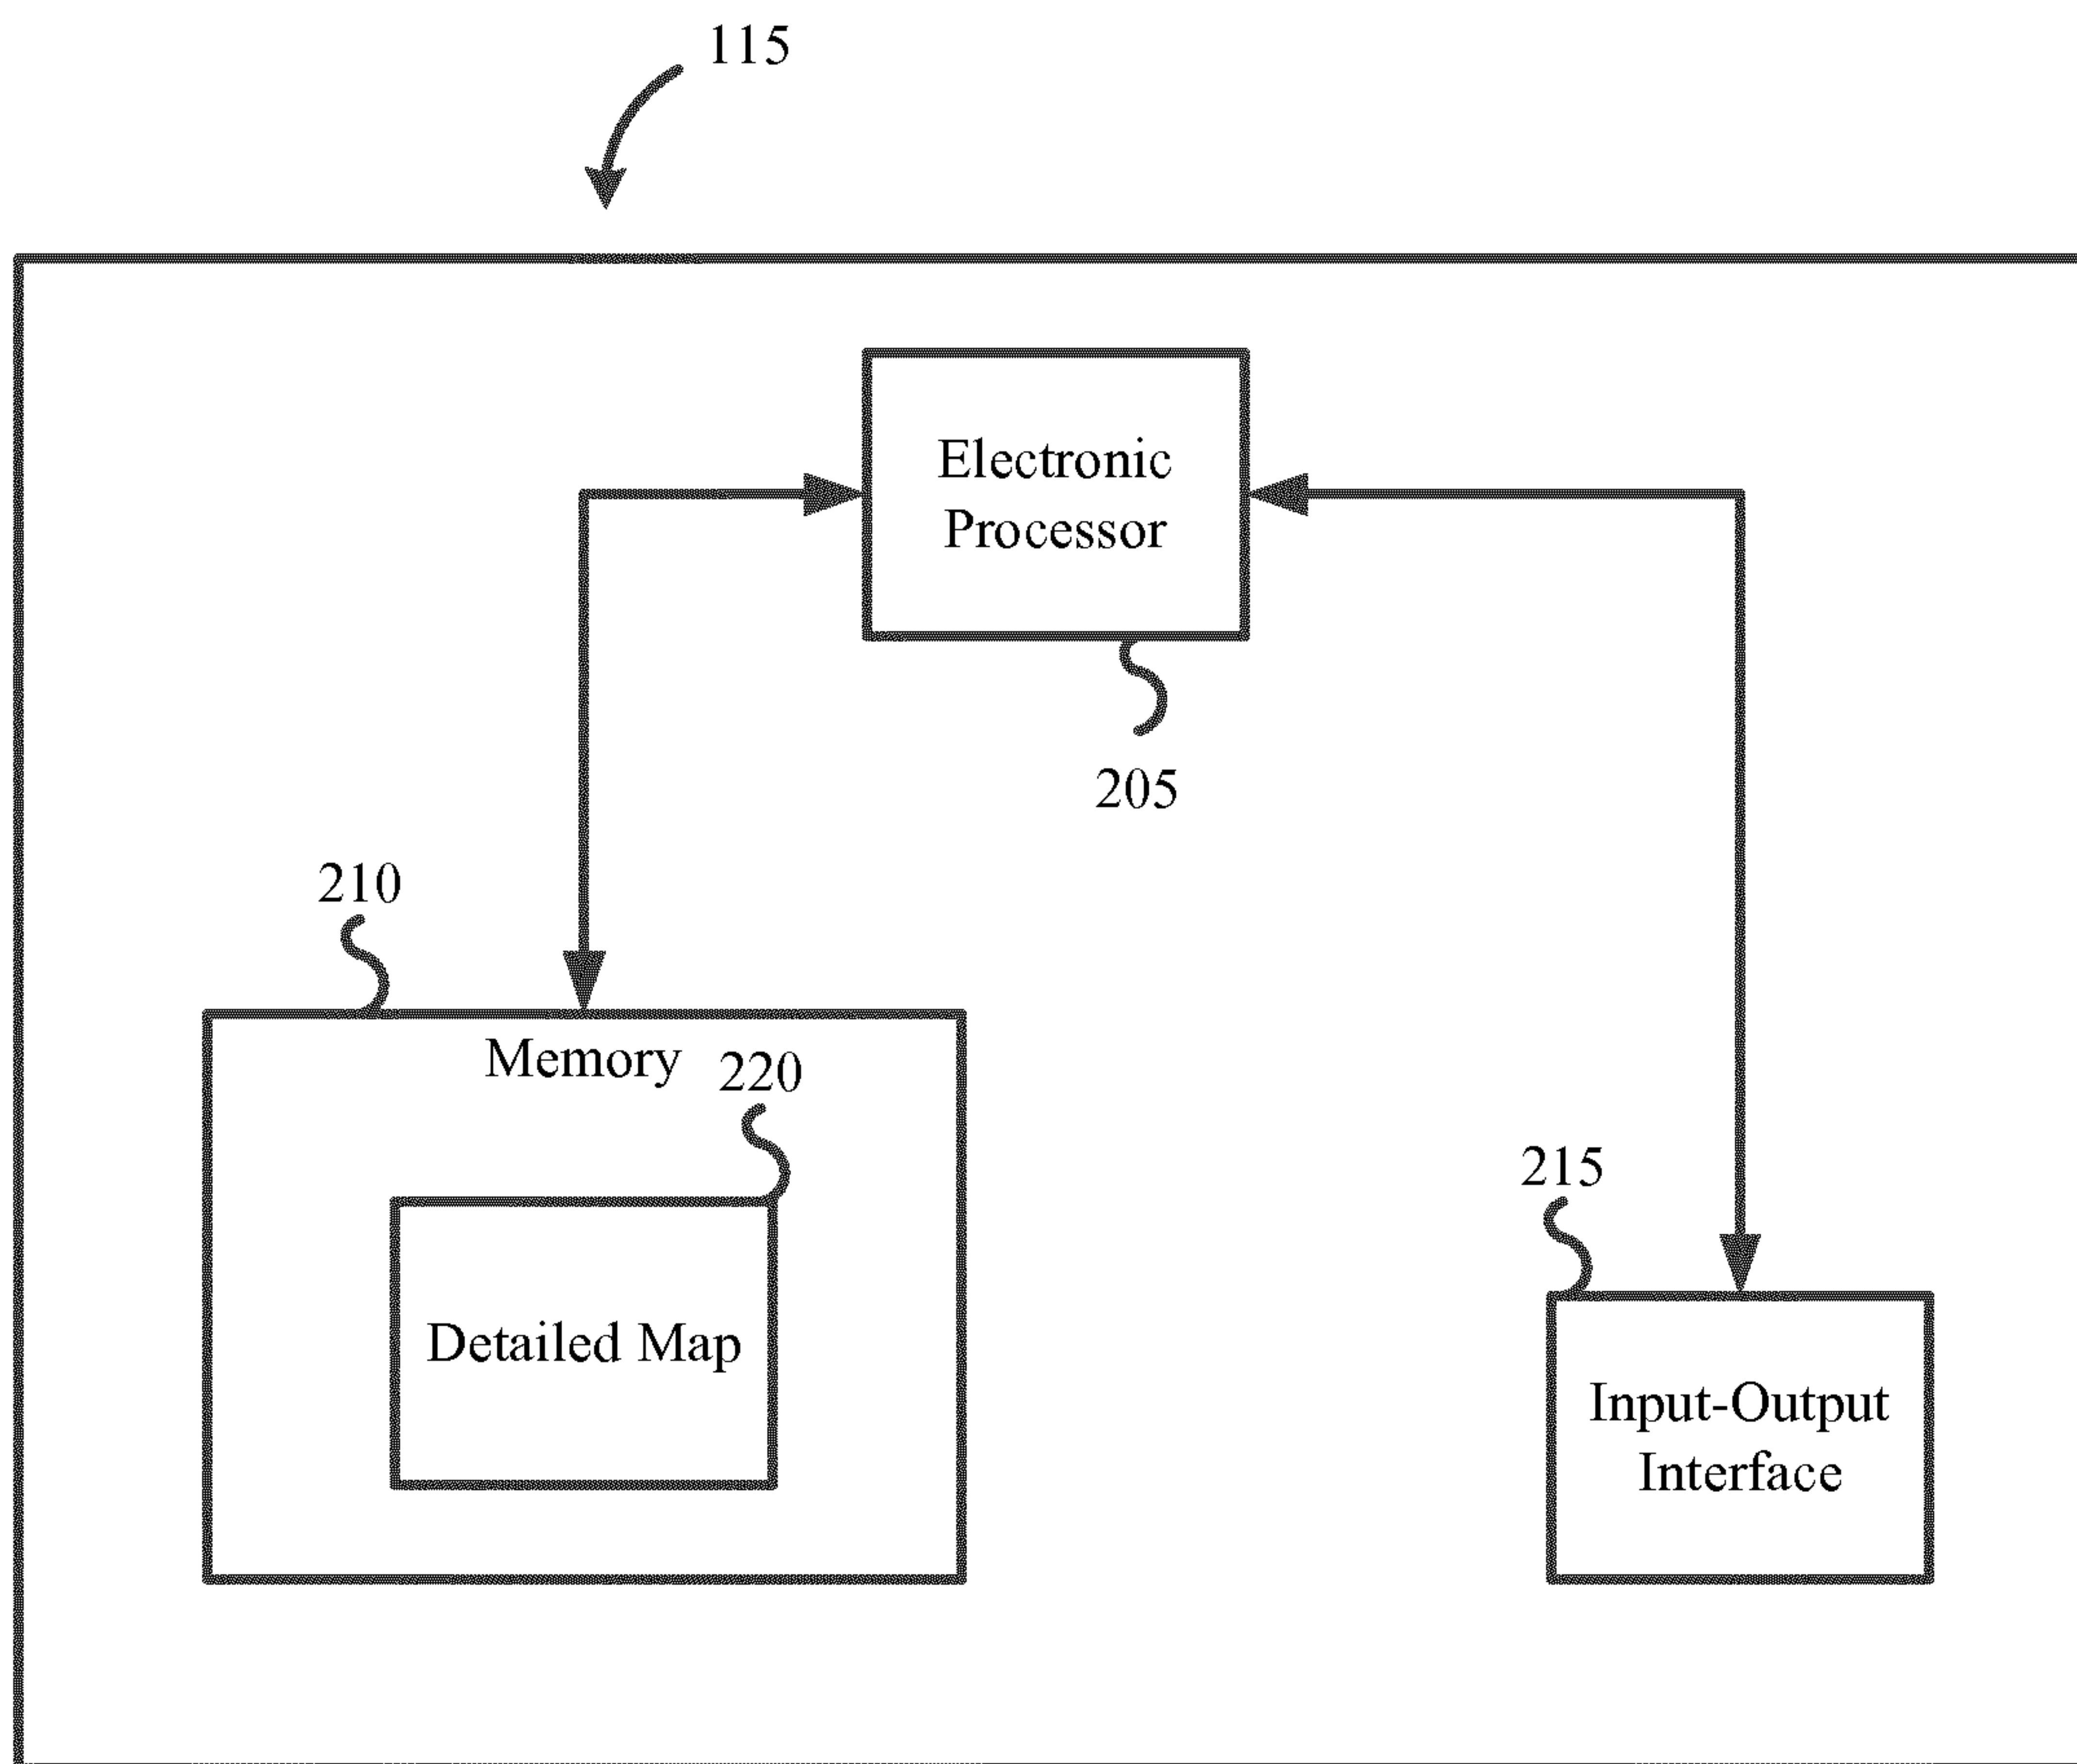 115
Electronic
Processor
205
210
Memory
220
215
Detailed Map
Input-Output
Interface